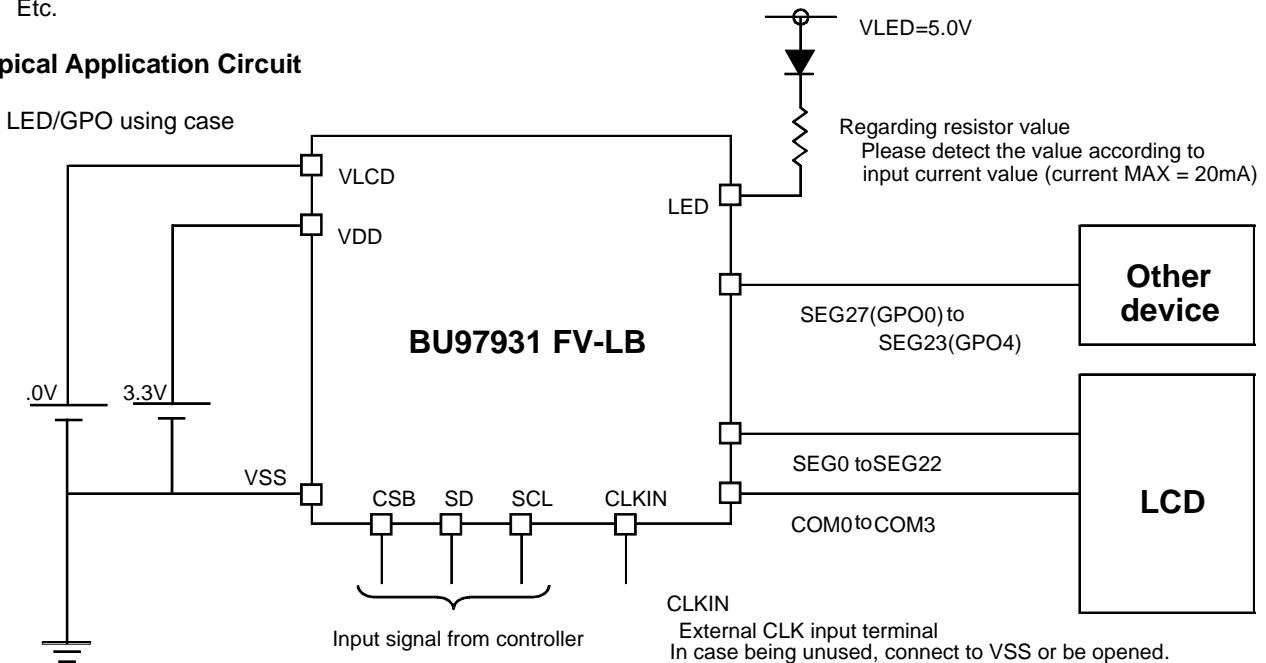 Etc.
VLED=5.0V
pical Application Circuit
LED/GPO using case
Regarding resistor value
Please detect the value according to
input current value (current MAX = 20mA)
VLCD
LED
VDD
Other
device
SEG27(GPO0) to
SEG23(GPO4)
BU97931 FV-LB
.0V
3.3V
SEG0 toSEG22
VSS
CSB SD SCL CLKIN
LCD
COM0toCOM3
CLKIN
External CLK input terminal
Input signal from controller
In case being unused, connect to VSS or be opened.